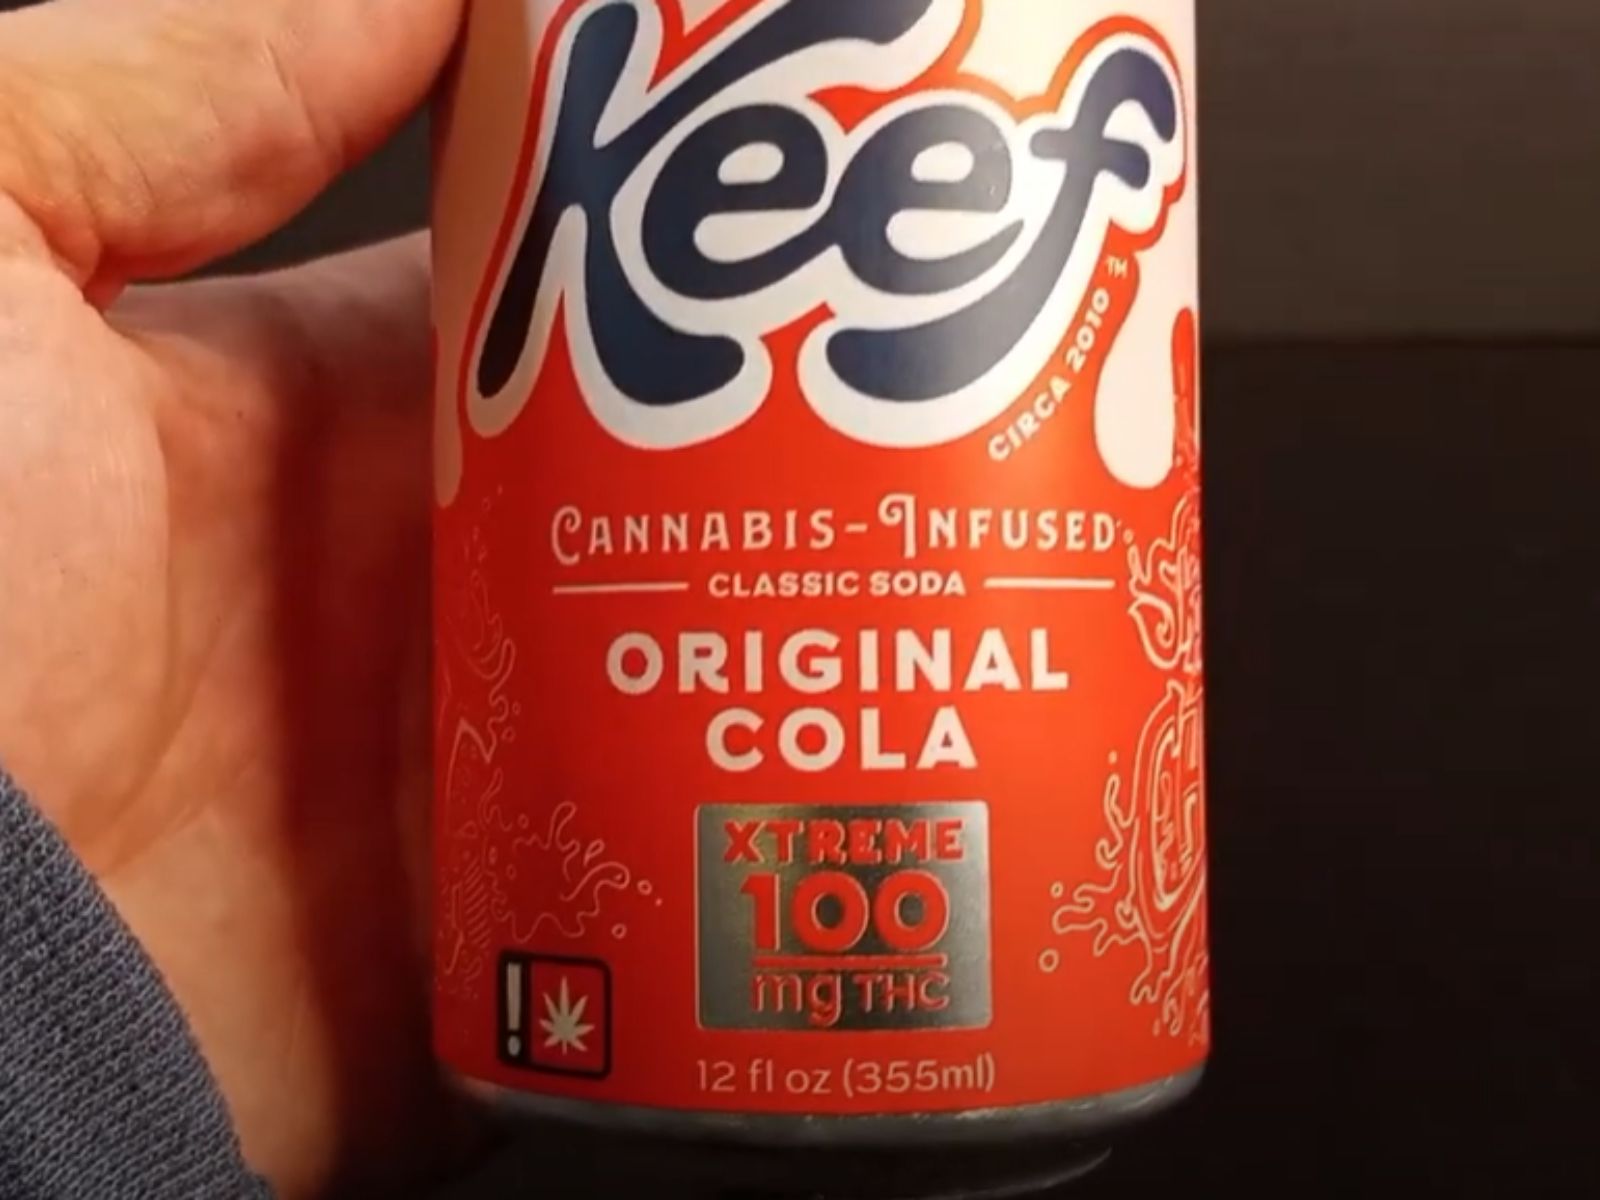 Keef
CIRCA 2010 ™
CANNABIS-INFUSED
CLASSIC SODA
ORIGINAL
COLA
XTREME
100
mg THC
!
12 fl oz (355ml)